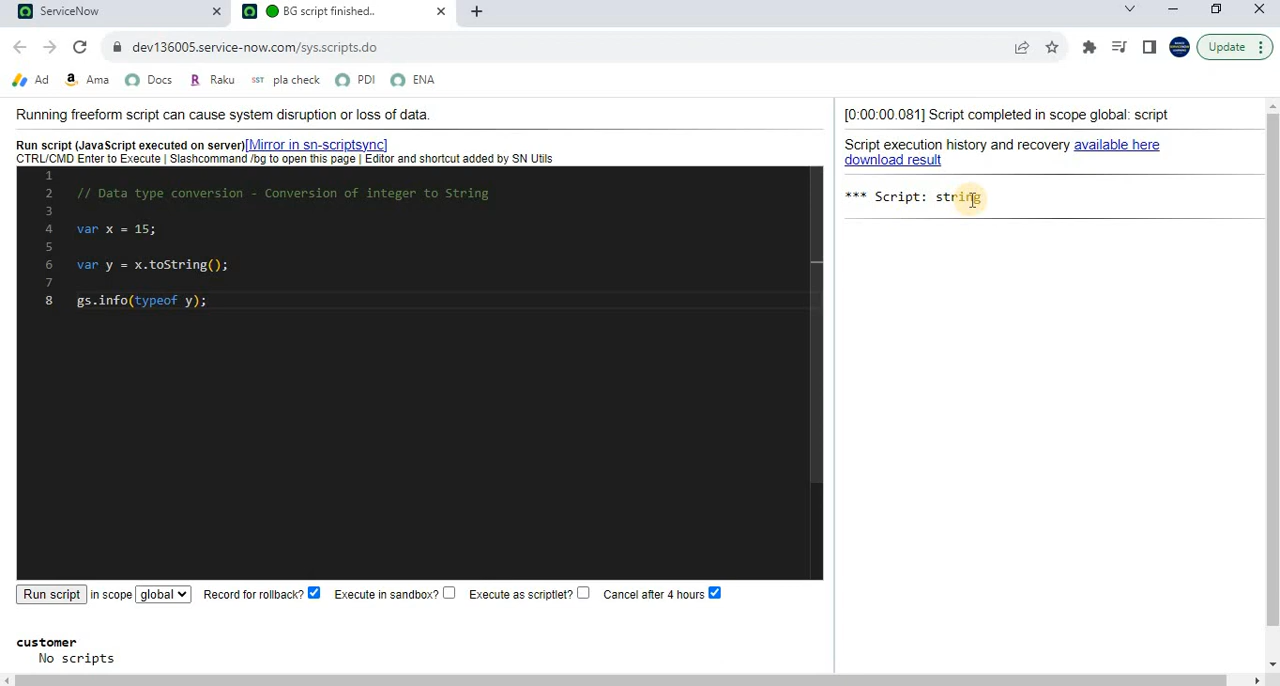 ServiceNow
BG script finished..
dev136005.service-now.com/sys.scripts.do
Update
Ad
Ama
Docs
R Raku
SST pla check
PDI
ENA
Running freeform script can cause system disruption or loss of data.
Run script (JavaScript executed on server)[Mirror in sn-scriptsync]
CTRL/CMD Enter to Execute | Slashcommand /bg to open this page | Editor and shortcut added by SN Utils
1
2 // Data type conversion - Conversion of integer to String
3
4 var x = 15;
5
6 var y = x.toString();
7
8 gs.info(typeof y);
Run script in scope global Record for rollback? Execute in sandbox? Execute as scriptlet? Cancel after 4 hours
customer
No scripts
[0:00:00.081] Script completed in scope global: script
Script execution history and recovery available here
download result
*** Script: string